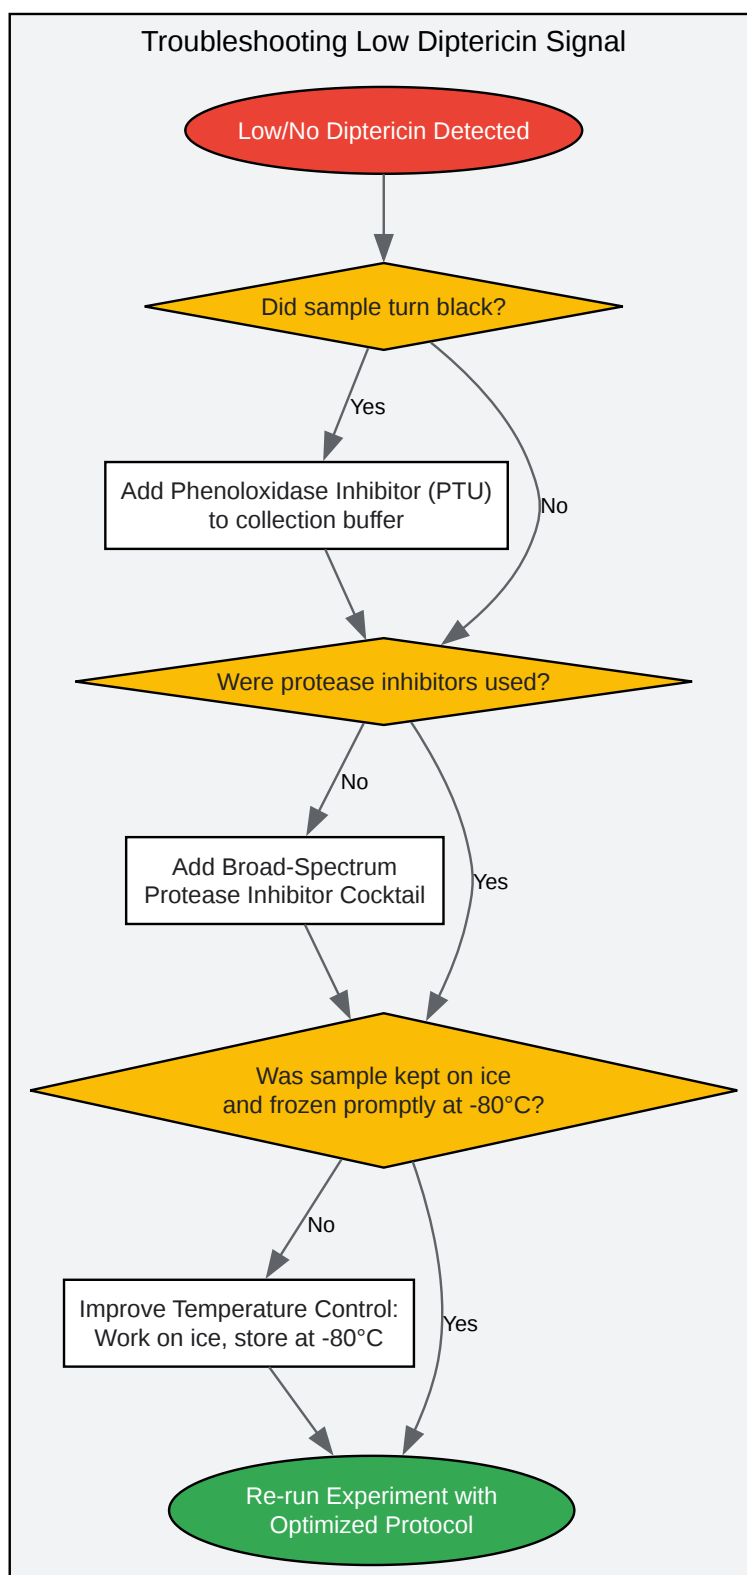 Troubleshooting Low Diptericin Signal
Low/No Diptericin Detected
Did sample turn black?
Yes
Add Phenoloxidase Inhibitor (PTU)
to collection buffer
No
Were protease inhibitors used?
No
Add Broad-Spectrum
Protease Inhibitor Cocktail
Yes
Was sample kept on ice
and frozen promptly at -80°C?
No
Improve Temperature Control:
Work on ice, store at -80°C
Yes
Re-run Experiment with
Optimized Protocol